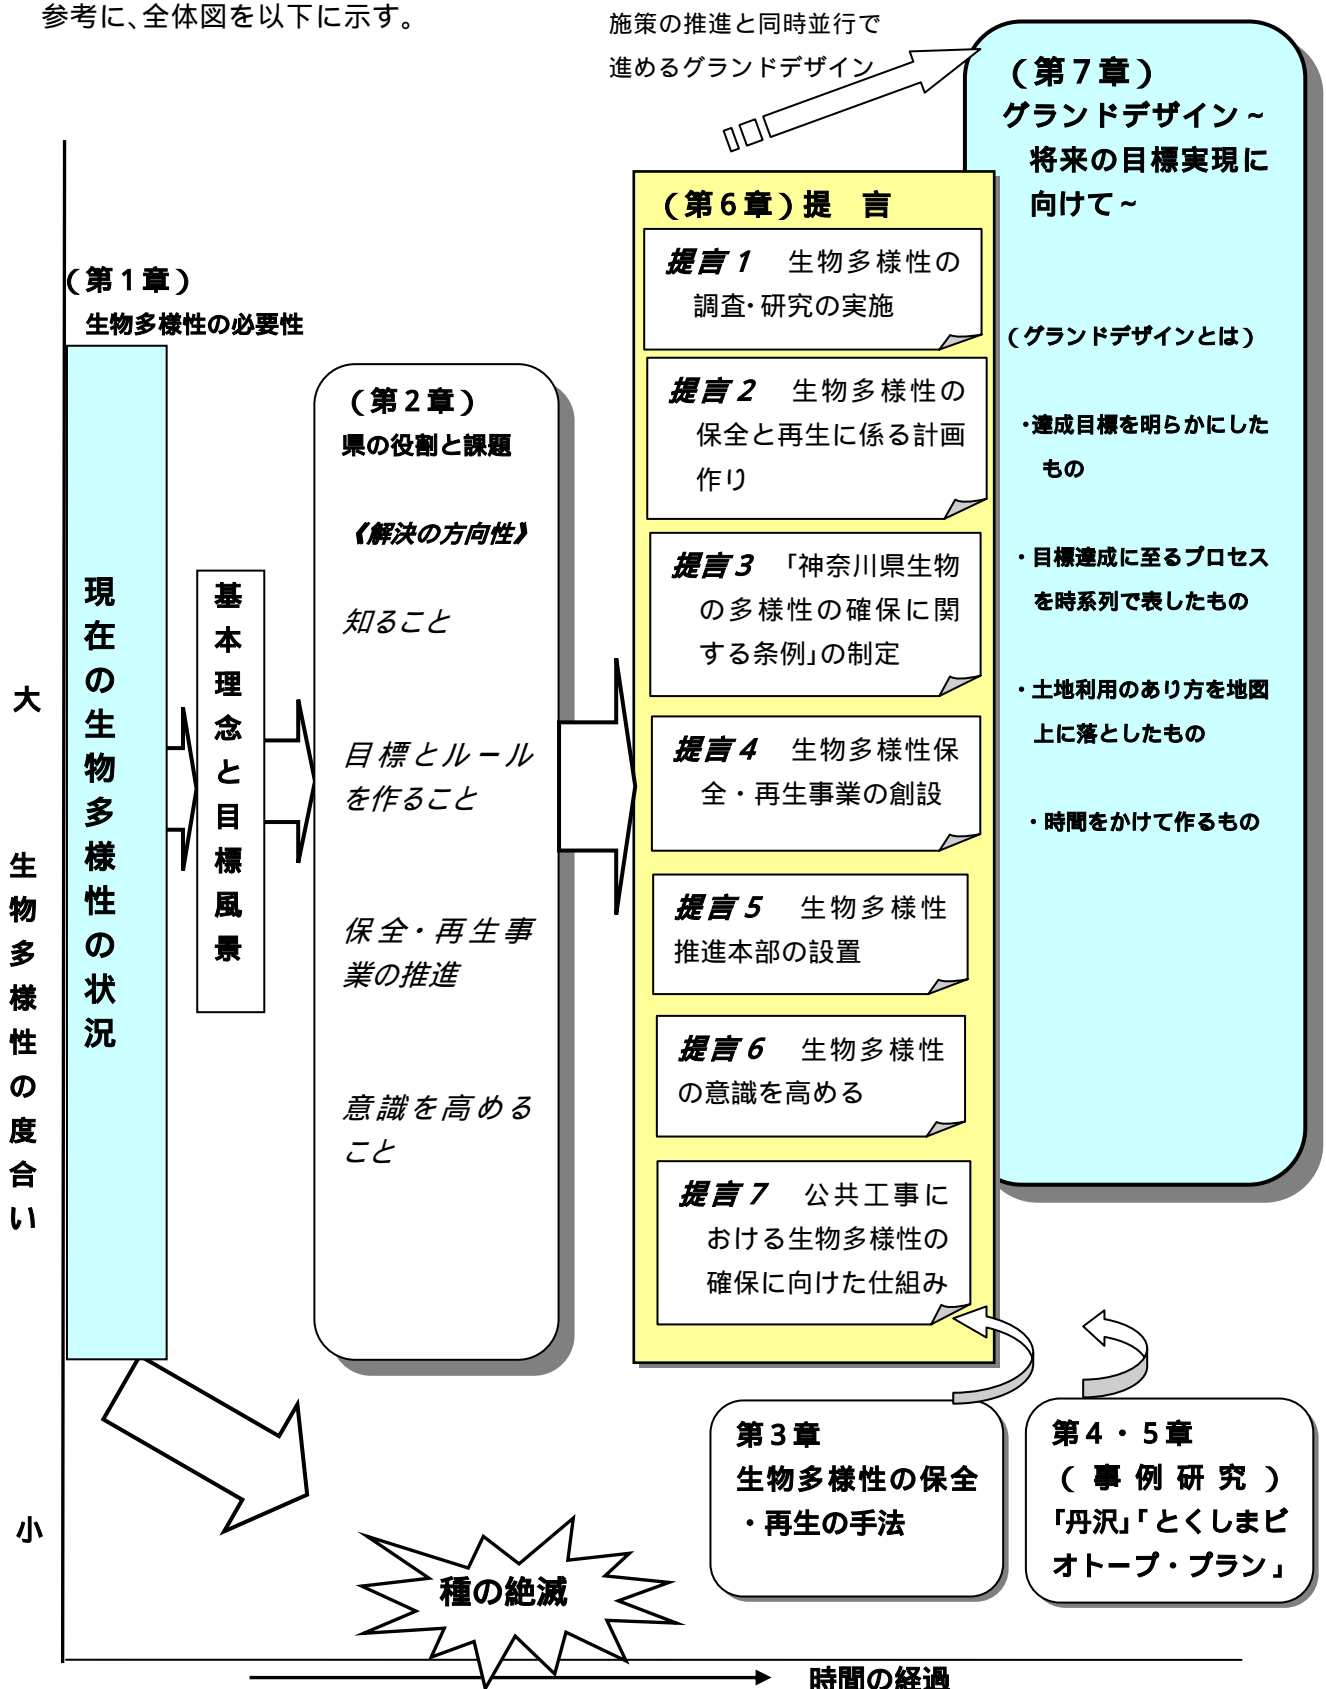 参考に、全体図を以下に示す。
施策の推進と同時並行で
進めるグランドデザイン
（第７章）
グランドデザイン～
将来の目標実現に
向けて～
（グランドデザインとは）
・達成目標を明らかにした
もの
・目標達成に至るプロセス
を時系列で表したもの
・土地利用のあり方を地図
上に落としたもの
・時間をかけて作るもの
（第６章）提　言
提言１　生物多様性の
調査・研究の実施
提言２　生物多様性の
保全と再生に係る計画
作り
提言３　「神奈川県生物
の多様性の確保に関
する条例」の制定
提言４　生物多様性保
全・再生事業の創設
提言５　生物多様性
推進本部の設置
提言６　生物多様性
の意識を高める
提言７　公共工事に
おける生物多様性の
確保に向けた仕組み
（第１章）
生物多様性の必要性
現在の生物多様性の状況
基本理念と目標風景
（第２章）
県の役割と課題
《解決の方向性》
知ること
目標とルール
を作ること
保全・再生事
業の推進
意識を高める
こと
大
生物多様性の度合い
小
第３章
生物多様性の保全
・再生の手法
第４・５章
（事例研究）
「丹沢」「とくしまビ
オトープ・プラン」
種の絶滅
時間の経過